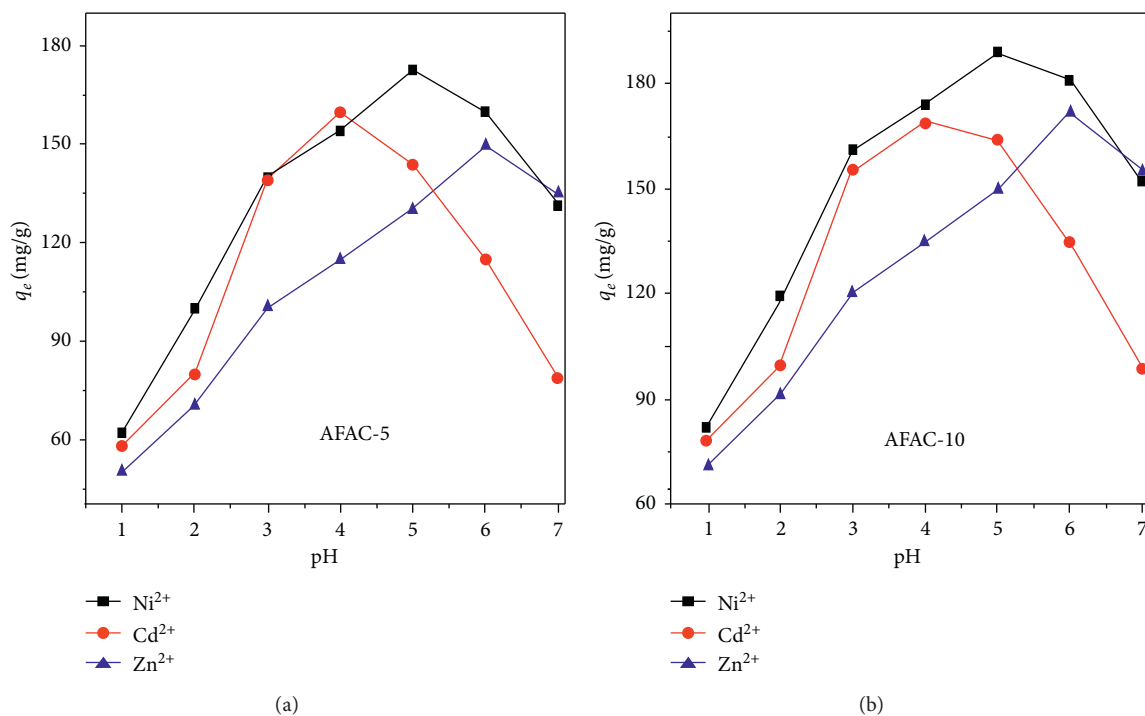 180
150
120
90
60
qe (mg/g)
AFAC-5
1 2 3 4 5 6 7
pH
Ni2+
Cd2+
Zn2+
(a)
180
150
120
90
60
qe (mg/g)
AFAC-10
1 2 3 4 5 6 7
pH
Ni2+
Cd2+
Zn2+
(b)